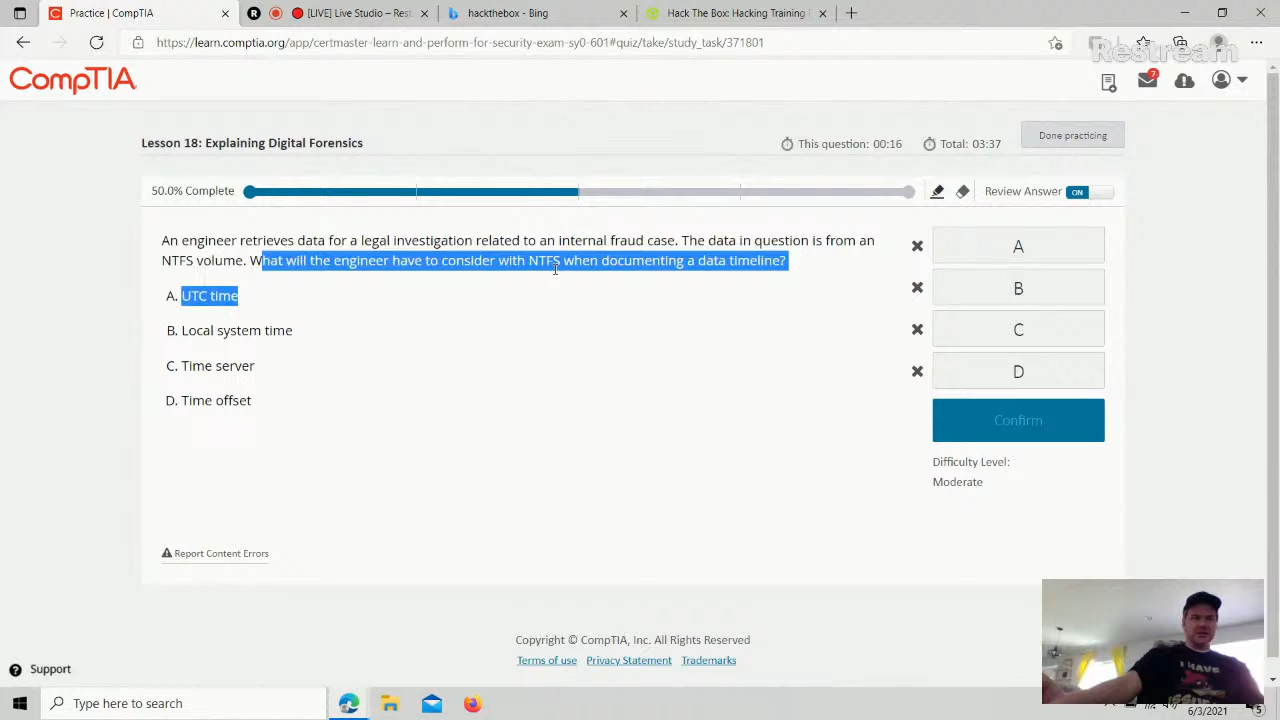 Practice | CompTIA
[LIVE] Live Studio – Rest
hackthebox - Bing
Hack The Box: Hacking Training F
https://learn.comptia.org/app/certmaster-learn-and-perform-for-security-exam-sy0-601#quiz/take/study_task/371801
Restream
CompTIA
7
Lesson 18: Explaining Digital Forensics
This question: 00:16
Total: 03:37
Done practicing
50.0% Complete
Review Answer ON
An engineer retrieves data for a legal investigation related to an internal fraud case. The data in question is from an
NTFS volume. What will the engineer have to consider with NTFS when documenting a data timeline?
A. UTC time
B. Local system time
C. Time server
D. Time offset
A
B
C
D
Confirm
Difficulty Level:
Moderate
Report Content Errors
Copyright © CompTIA, Inc. All Rights Reserved
Terms of use Privacy Statement Trademarks
Support
I HAVE
Type here to search
6/3/2021
5